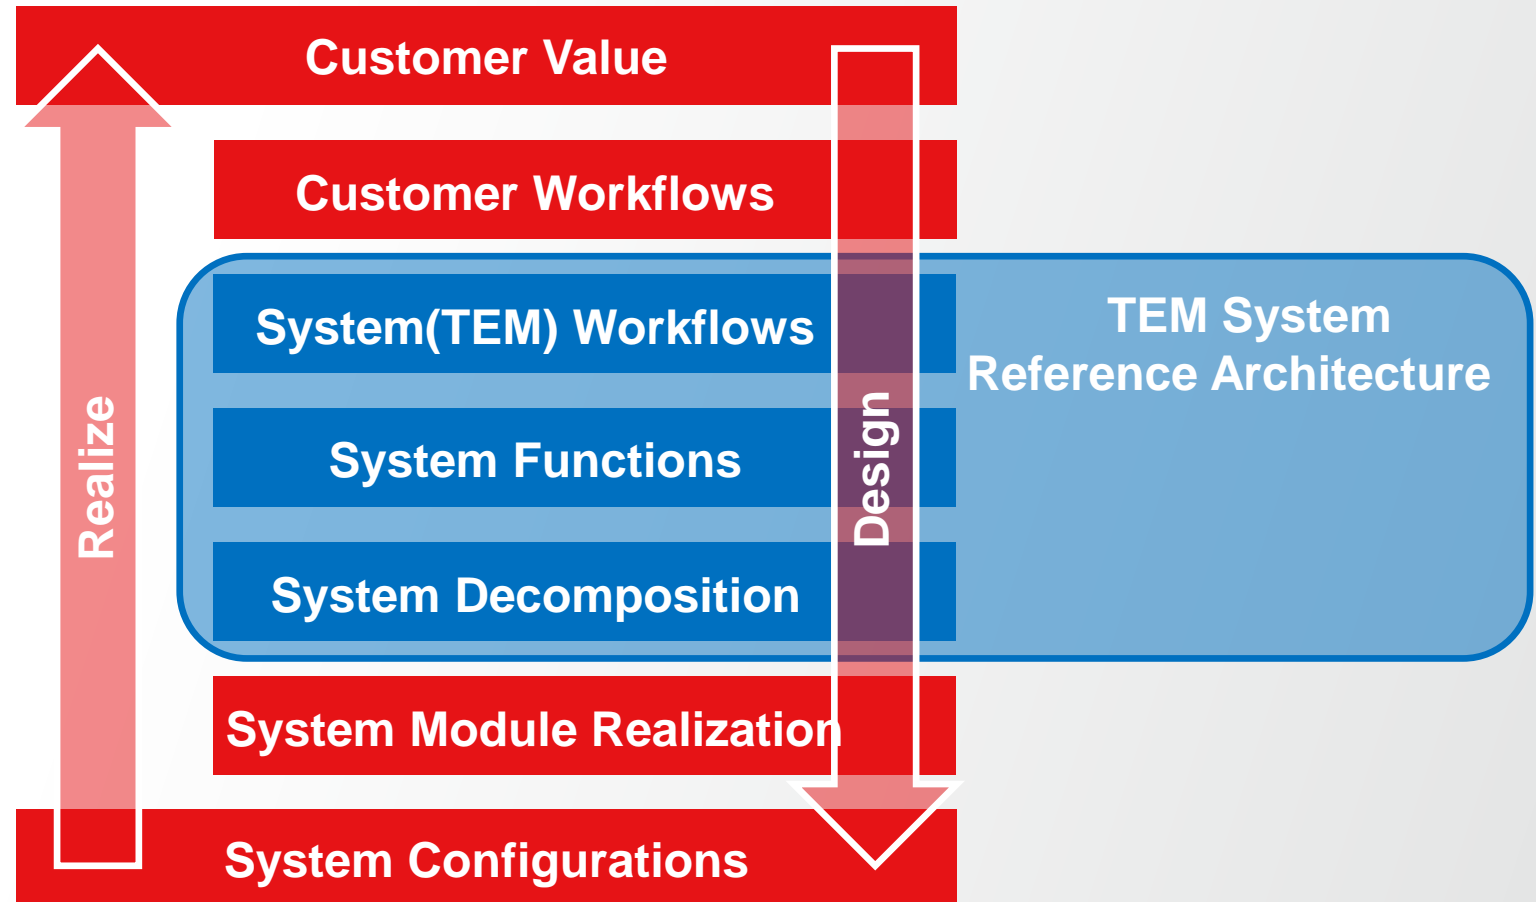 Customer Value
Customer Workflows
System(TEM) Workflows
TEM System
Reference Architecture
System Functions
System Decomposition
System Module Realization
System Configurations
Realize
Design